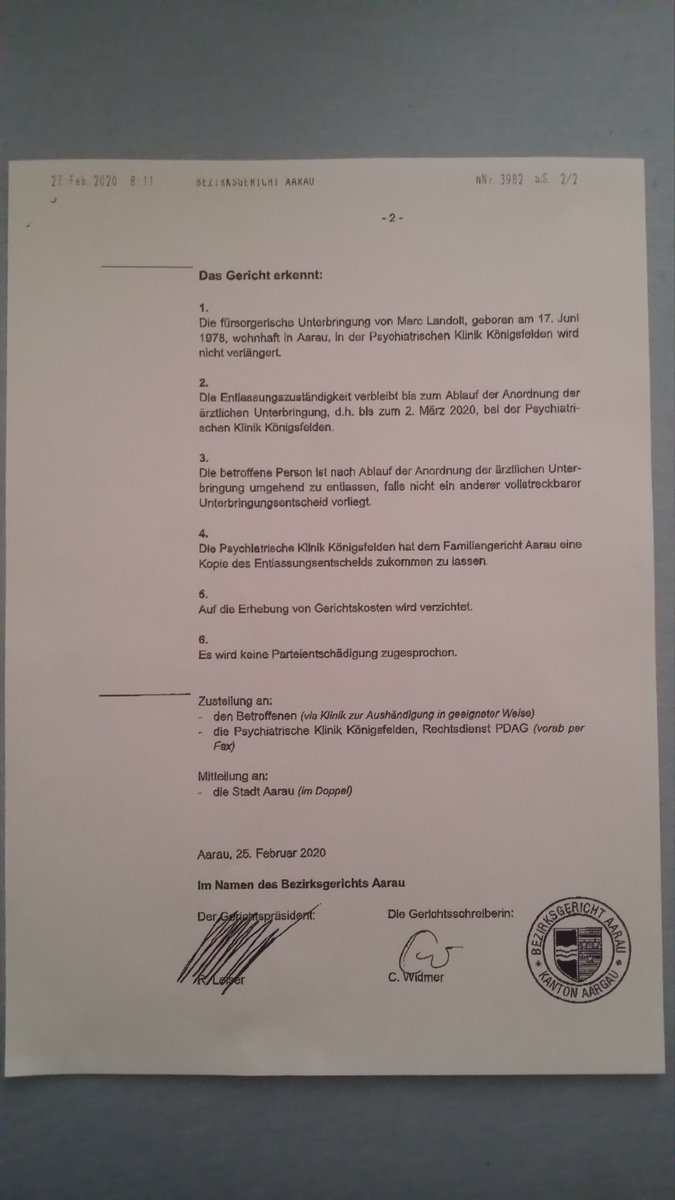 27. Feb. 2020 8:11 BEZIRKSGERICHT AARAU Nr. 3982 S. 2/2
- 2 -
Das Gericht erkennt:
1.
Die fürsorgerische Unterbringung von Marc Landolt, geboren am 17. Juni
1978, wohnhaft in Aarau, in der Psychiatrischen Klinik Königsfelden wird
nicht verlängert.
2.
Die Entlassungszuständigkeit verbleibt bis zum Ablauf der Anordnung der
ärztlichen Unterbringung, d.h. bis zum 2. März 2020, bei der Psychiatri-
schen Klinik Königsfelden.
3.
Die betroffene Person ist nach Ablauf der Anordnung der ärztlichen Unter-
bringung umgehend zu entlassen, falls nicht ein anderer vollstreckbarer
Unterbringungsentscheid vorliegt.
4.
Die Psychiatrische Klinik Königsfelden hat dem Familiengericht Aarau eine
Kopie des Entlassungsentscheids zukommen zu lassen.
5.
Auf die Erhebung von Gerichtskosten wird verzichtet.
6.
Es wird keine Parteientschädigung zugesprochen.
Zustellung an:
- den Betroffenen (via Klinik zur Aushändigung in geeigneter Weise)
- die Psychiatrische Klinik Königsfelden, Rechtsdienst PDAG (vorab per
Fax)
Mitteilung an:
- die Stadt Aarau (im Doppel)
Aarau, 25. Februar 2020
Im Namen des Bezirksgerichts Aarau
Der Gerichtspräsident:
Die Gerichtsschreiberin:
C. Widmer
BEZIRKSGERICHT AARAU
KANTON AARGAU